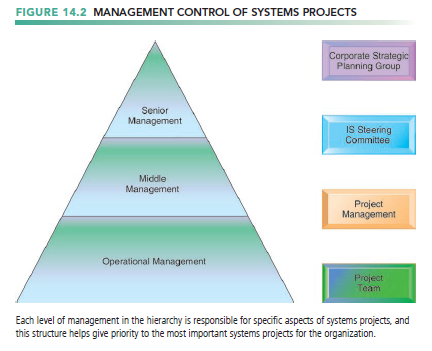 FIGURE 14.2 MANAGEMENT CONTROL OF SYSTEMS PROJECTS
Corporate Strategic
Planning Group
Senior
Management
IS Steering
Committee
Middle
Management
Project
Management
Operational Management
Project
Team
Each level of management in the hierarchy is responsible for specific aspects of systems projects, and
this structure helps give priority to the most important systems projects for the organization.